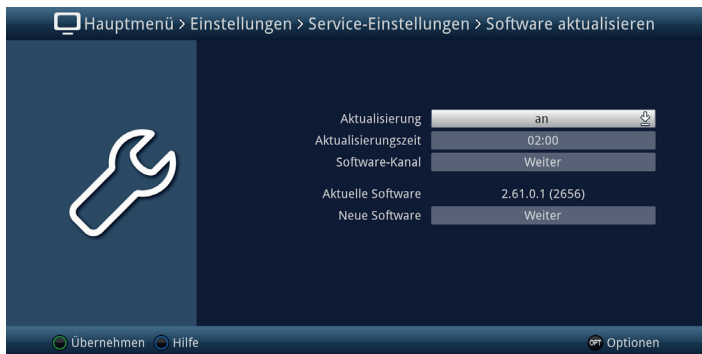 Hauptmenü > Einstellungen > Service-Einstellungen > Software aktualisieren
Aktualisierung an
Aktualisierungszeit 02:00
Software-Kanal Weiter
Aktuelle Software 2.61.0.1 (2656)
Neue Software Weiter
Übernehmen Hilfe OPT Optionen